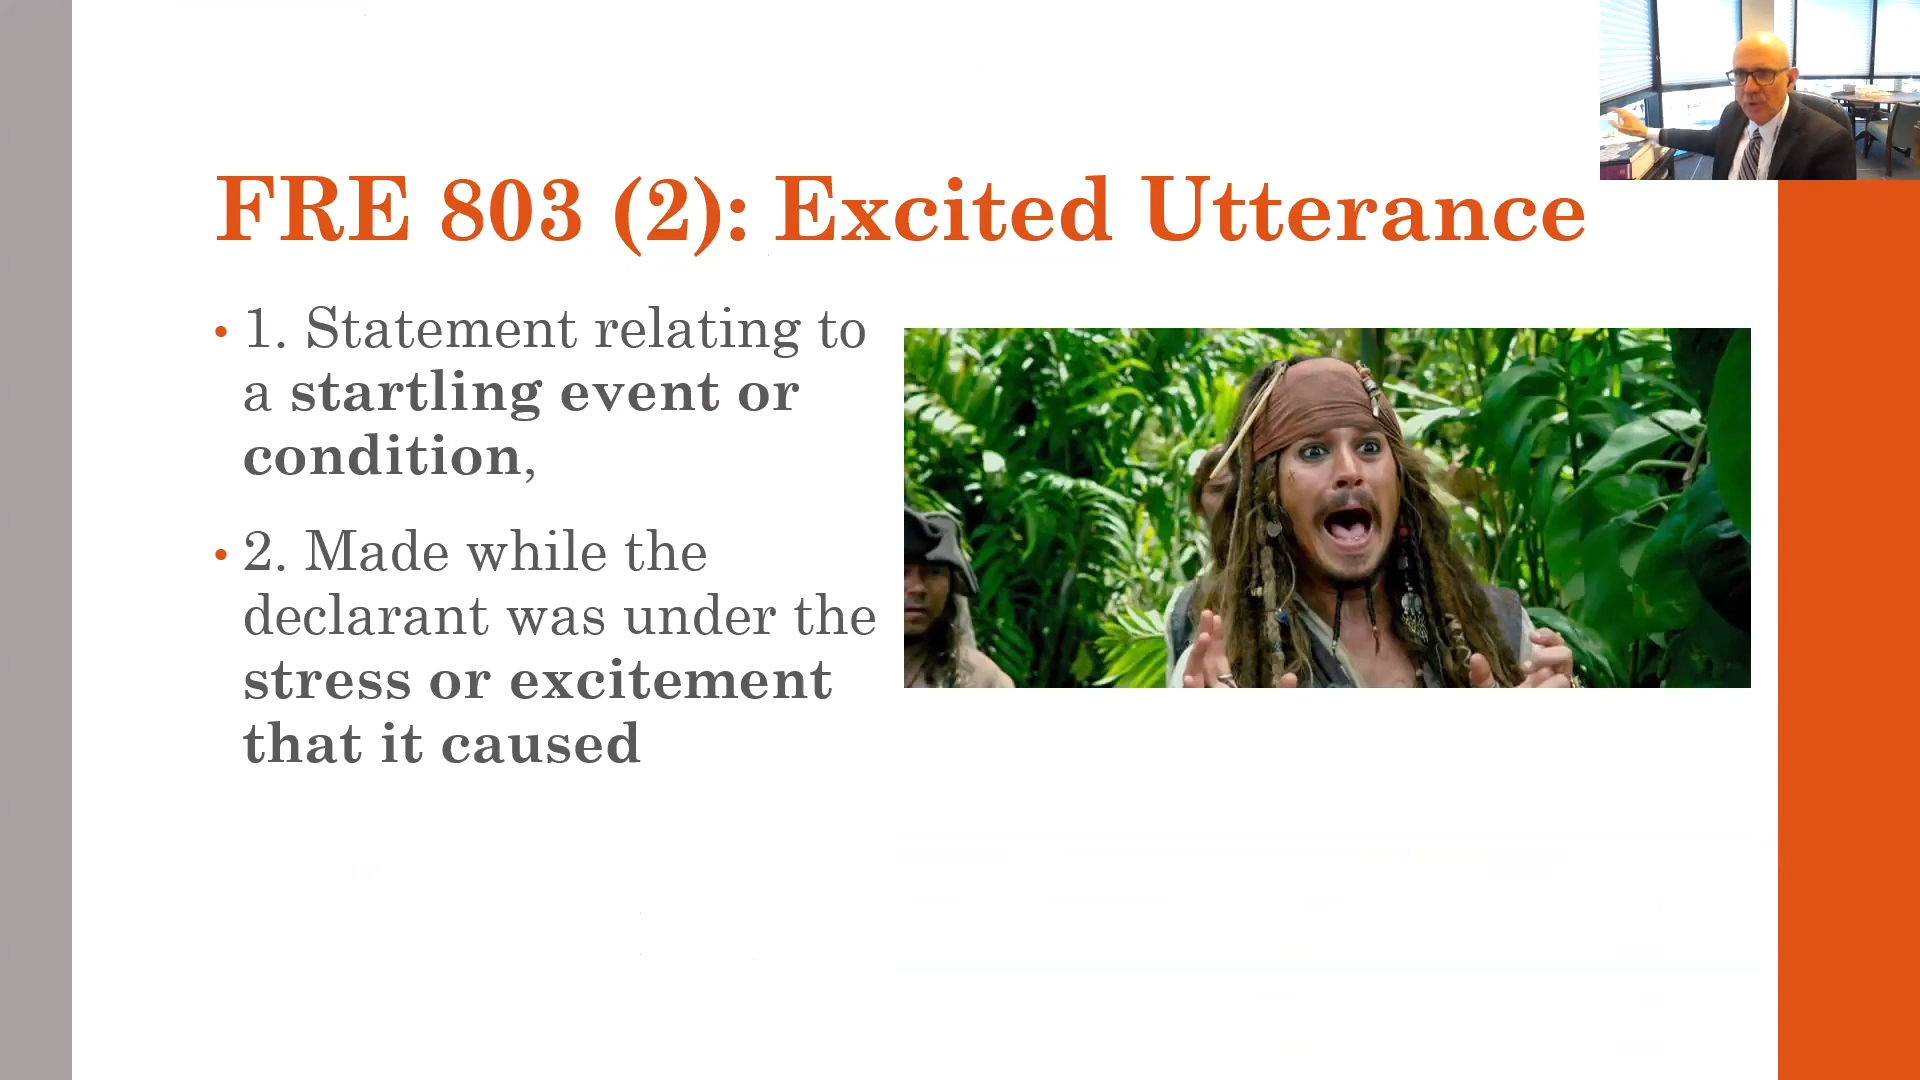 FRE 803 (2): Excited Utterance
• 1. Statement relating to
a startling event or
condition,
• 2. Made while the
declarant was under the
stress or excitement
that it caused